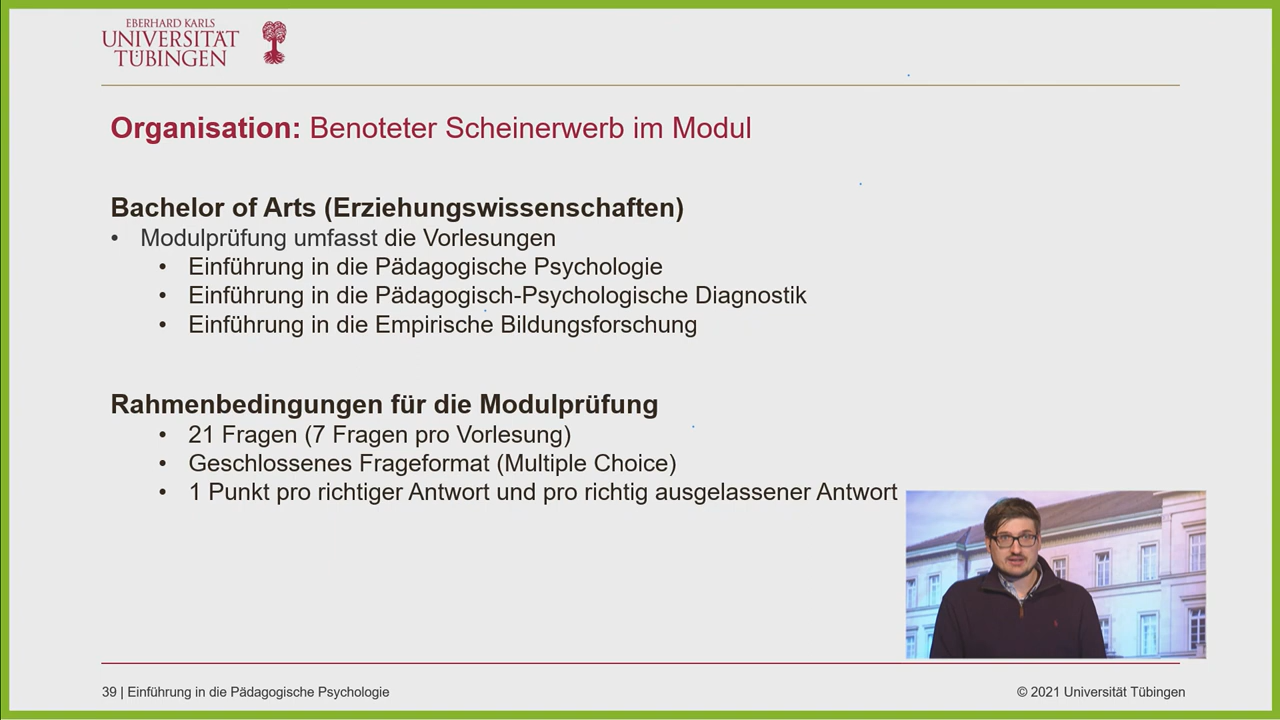 EBERHARD KARLS
UNIVERSITÄT
TÜBINGEN
Organisation: Benoteter Scheinerwerb im Modul
Bachelor of Arts (Erziehungswissenschaften)
• Modulprüfung umfasst die Vorlesungen
• Einführung in die Pädagogische Psychologie
• Einführung in die Pädagogisch-Psychologische Diagnostik
• Einführung in die Empirische Bildungsforschung
Rahmenbedingungen für die Modulprüfung
• 21 Fragen (7 Fragen pro Vorlesung)
• Geschlossenes Frageformat (Multiple Choice)
• 1 Punkt pro richtiger Antwort und pro richtig ausgelassener Antwort
39 | Einführung in die Pädagogische Psychologie
© 2021 Universität Tübingen